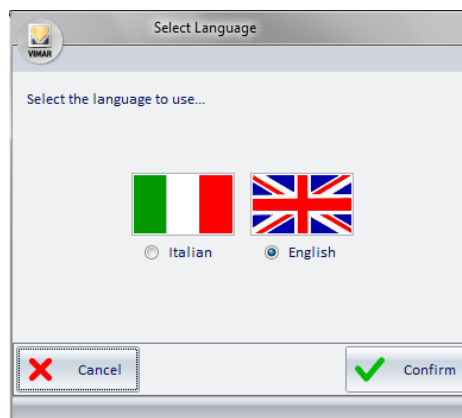 Select Language
VIMAR
Select the language to use...
Italian English
Cancel Confirm